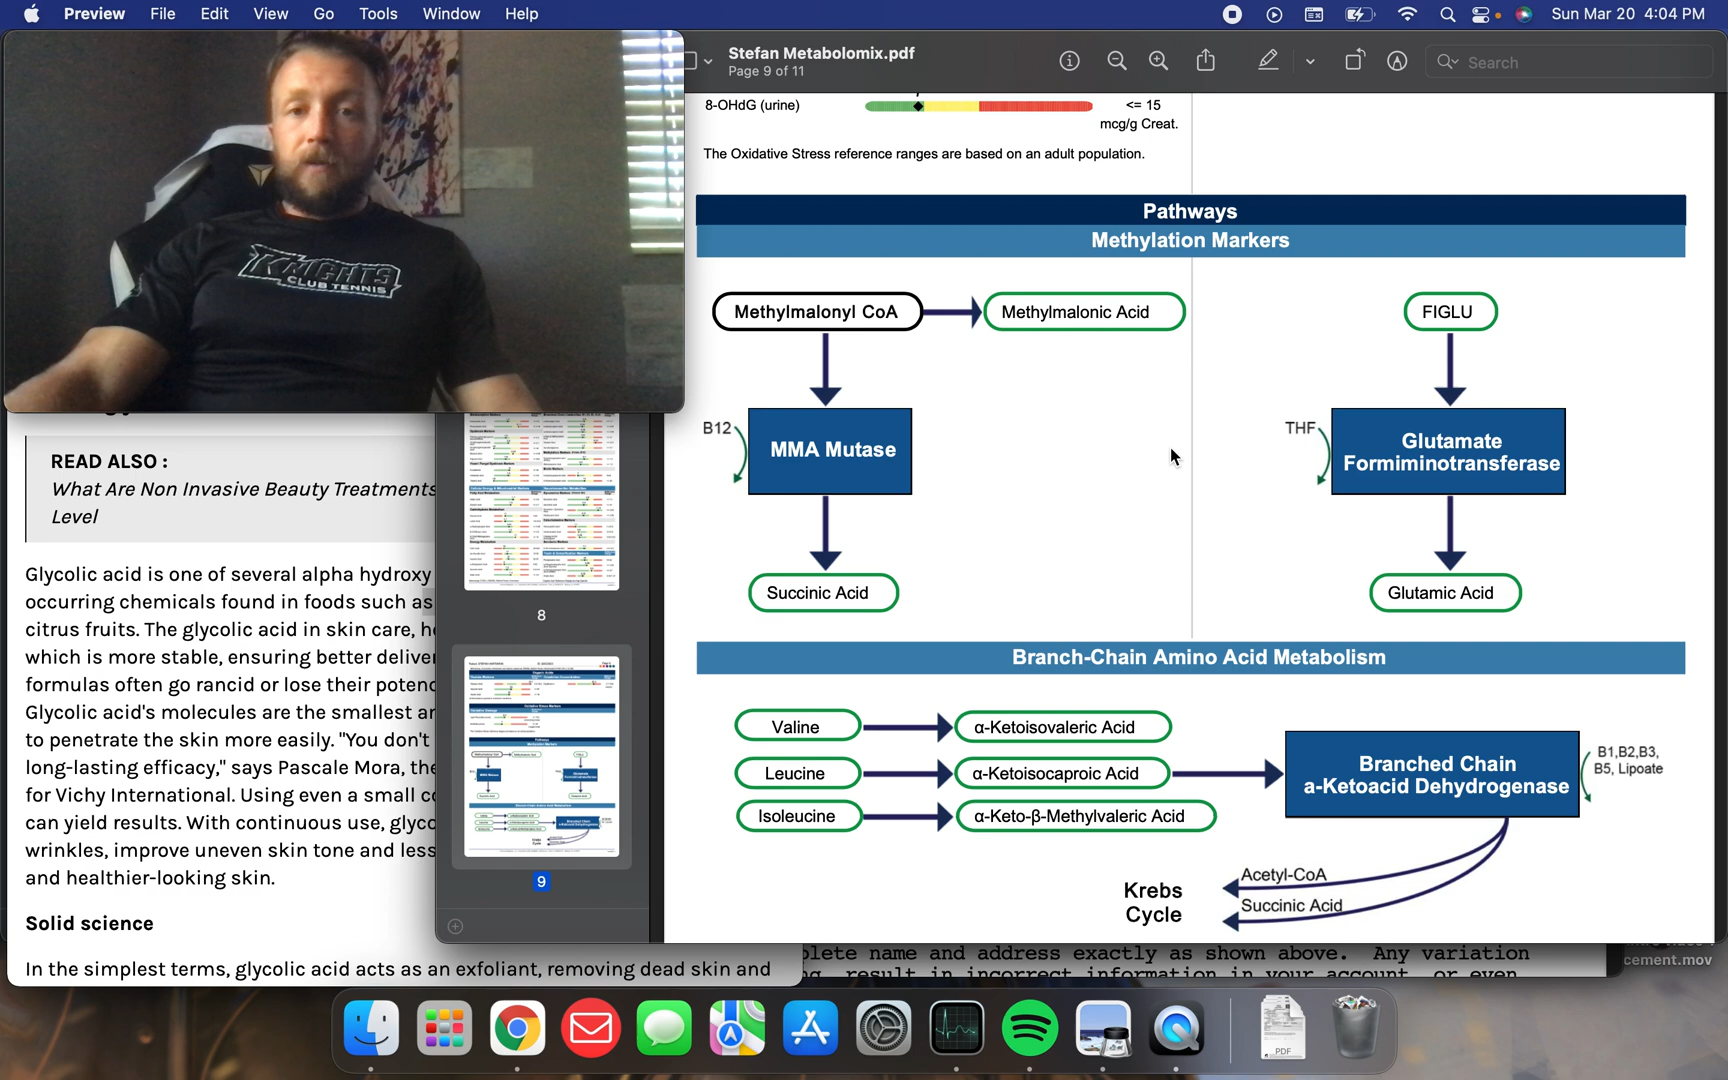 Preview File Edit View Go Tools Window Help
Sun Mar 20 4:04 PM
Stefan Metabolomix.pdf
Page 9 of 11
Search
KNIGHTS
CLUB TENNIS
8-OHdG (urine)
<= 15
mcg/g Creat.
The Oxidative Stress reference ranges are based on an adult population.
Pathways
Methylation Markers
Methylmalonyl CoA
Methylmalonic Acid
FIGLU
B12
MMA Mutase
THF
Glutamate
Formiminotransferase
Succinic Acid
Glutamic Acid
Branch-Chain Amino Acid Metabolism
Valine
α-Ketoisovaleric Acid
Leucine
α-Ketoisocaproic Acid
Isoleucine
α-Keto-β-Methylvaleric Acid
Branched Chain
a-Ketoacid Dehydrogenase
B1,B2,B3,
B5, Lipoate
Acetyl-CoA
Succinic Acid
Krebs
Cycle
8
9
READ ALSO :
What Are Non Invasive Beauty Treatments
Level
Glycolic acid is one of several alpha hydroxy
occurring chemicals found in foods such as
citrus fruits. The glycolic acid in skin care,
which is more stable, ensuring better
formulas often go rancid or lose their
Glycolic acid's molecules are the smallest
to penetrate the skin more easily. "You don't
long-lasting efficacy," says Pascale Mora,
for Vichy International. Using even a small
can yield results. With continuous use,
wrinkles, improve uneven skin tone and
and healthier-looking skin.
Solid science
In the simplest terms, glycolic acid acts as an exfoliant, removing dead skin and
name and address exactly as shown above. Any variation
result in incorrect information in your account, or even
cement.mov
PDF